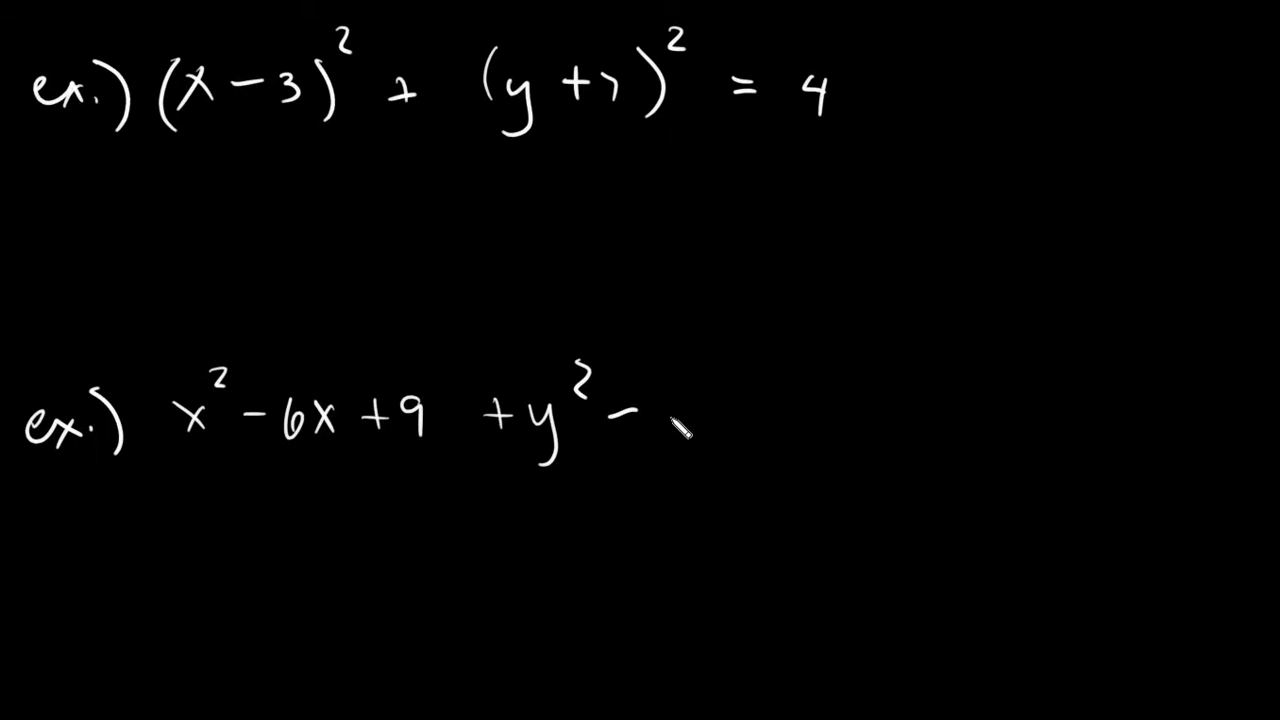 ex.) (x - 3)² + (y + 7)² = 4
ex.) x² - 6x + 9 + y² -